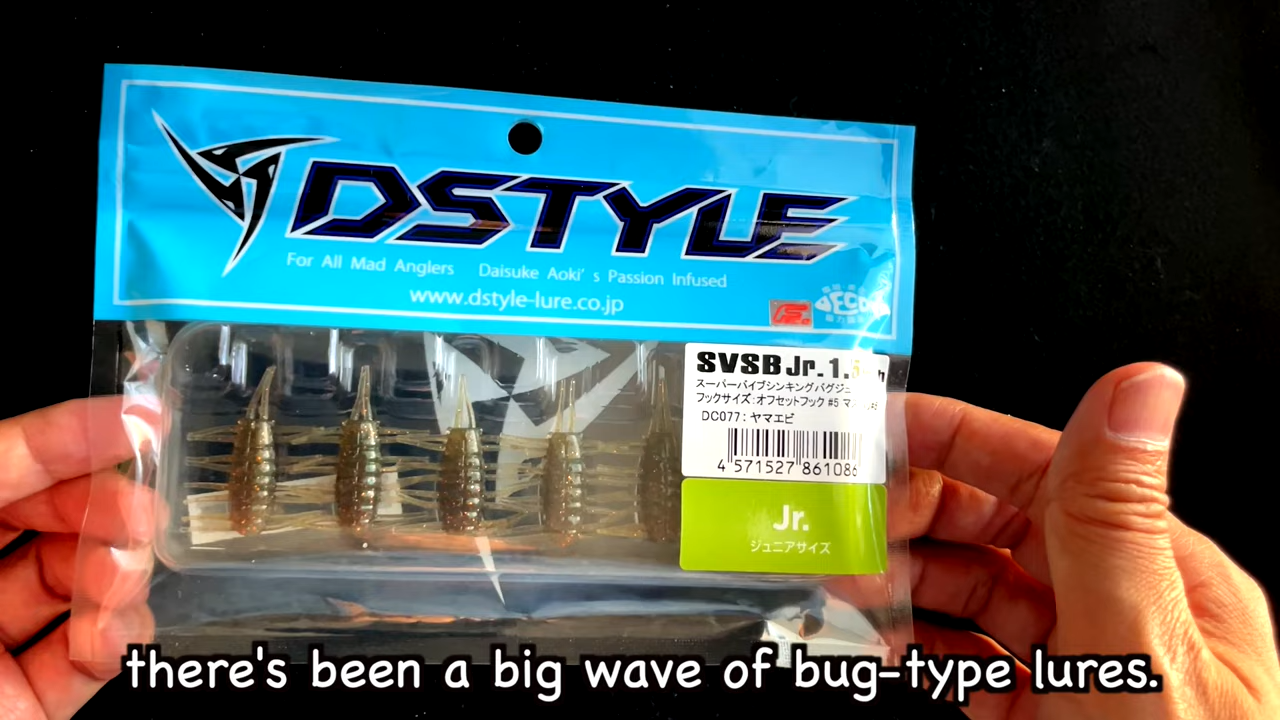 DSTYLE
For All Mad Anglers Daisuke Aoki's Passion Infused
www.dstyle-lure.co.jp
FECO
SVSB Jr. 1.
スーパーバイブシンキングバグジュ
フックサイズ:オフセットフック #5
DC077:ヤマエビ
4 571527 861086
Jr.
ジュニアサイズ
there's been a big wave of bug-type lures.